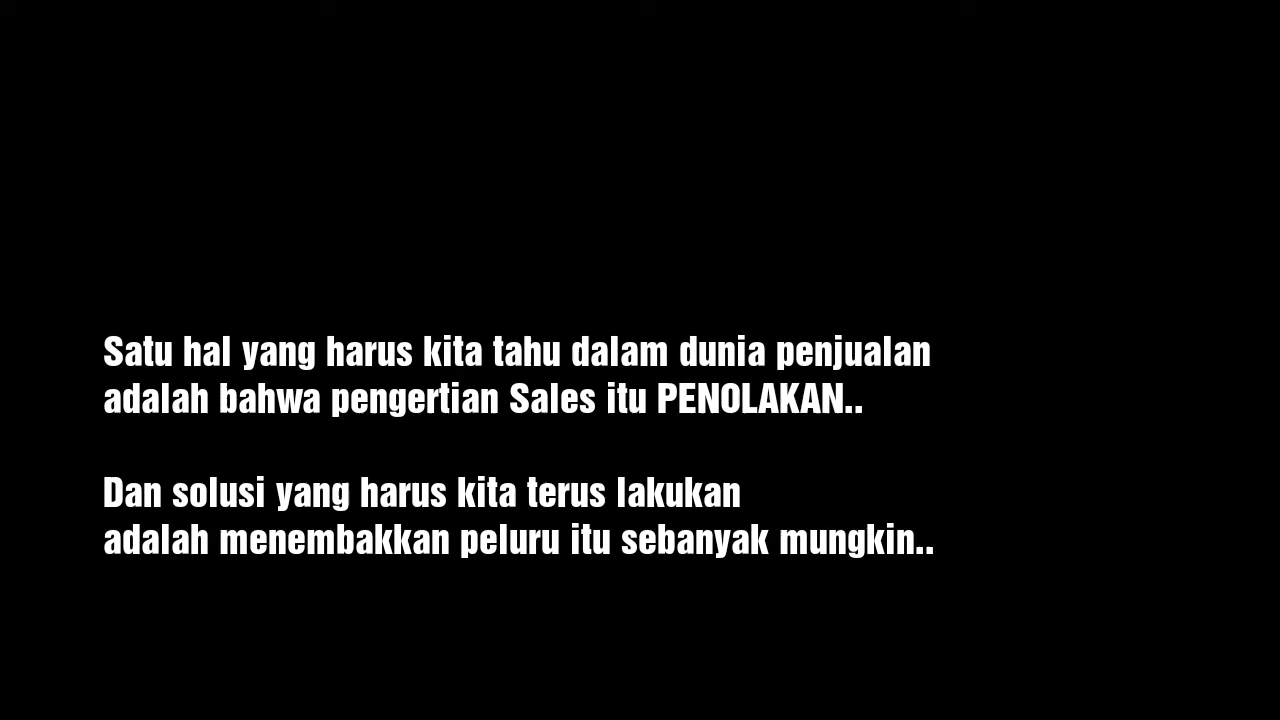 Satu hal yang harus kita tahu dalam dunia penjualan
adalah bahwa pengertian Sales itu PENOLAKAN..
Dan solusi yang harus kita terus lakukan
adalah menembakkan peluru itu sebanyak mungkin..